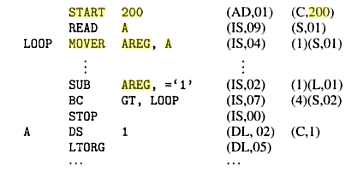 START 200 (AD,01) (C,200)
READ A (IS,09) (S,01)
LOOP MOVER AREG, A (IS,04) (1)(S,01)
⋮ ⋮
SUB AREG, ='1' (IS,02) (1)(L,01)
BC GT, LOOP (IS,07) (4)(S,02)
STOP (IS,00)
A DS 1 (DL, 02) (C,1)
LTORG (DL,05)
... ...